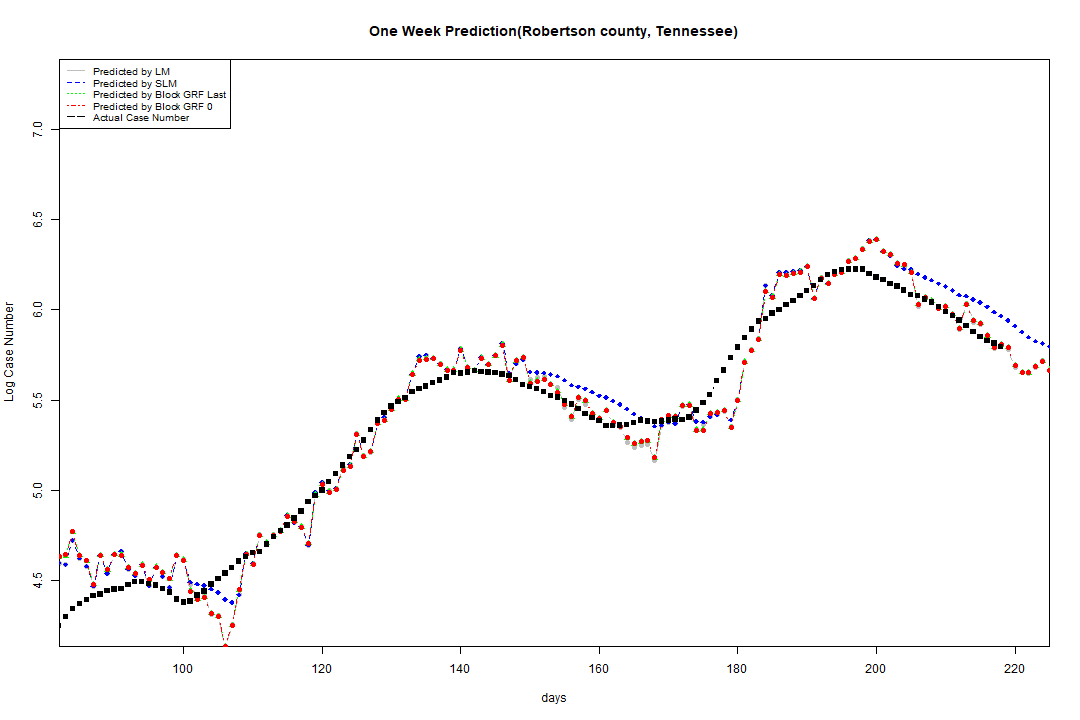 One Week Prediction(Robertson county, Tennessee)
Predicted by LM
Predicted by SLM
Predicted by Block GRF Last
Predicted by Block GRF 0
Actual Case Number
7.0
6.5
6.0
5.5
5.0
4.5
Log Case Number
100 120 140 160 180 200 220
days